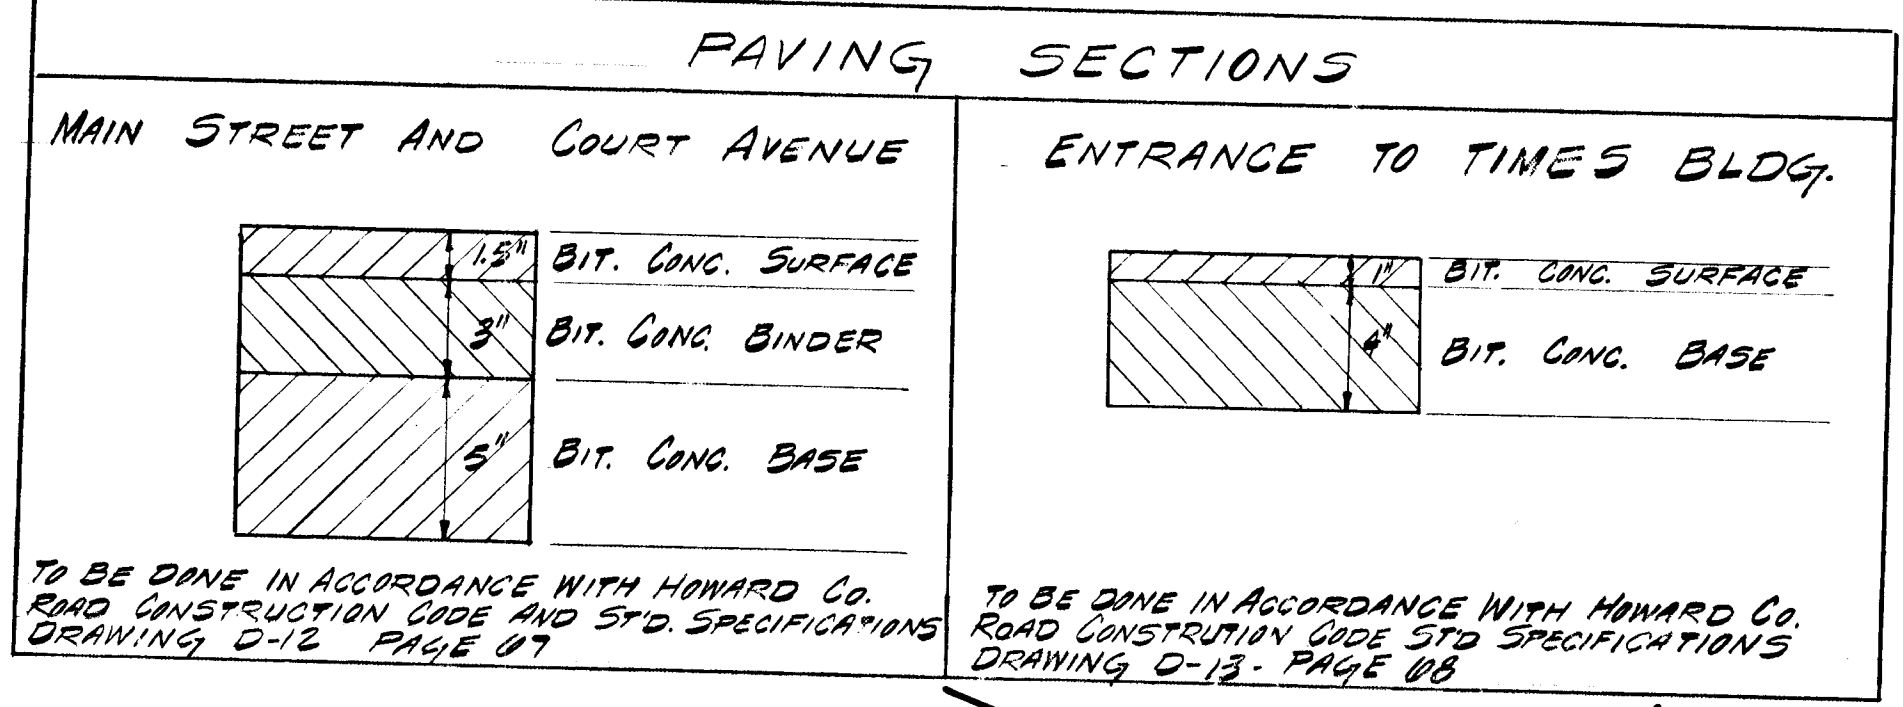 PAVING SECTIONS
MAIN STREET AND COURT AVENUE
1.5" BIT. CONC. SURFACE
3" BIT. CONC. BINDER
5" BIT. CONC. BASE
TO BE DONE IN ACCORDANCE WITH HOWARD CO.
ROAD CONSTRUCTION CODE AND ST'D. SPECIFICATIONS
DRAWING D-12 PAGE 67
ENTRANCE TO TIMES BLDG.
1" BIT. CONC. SURFACE
4" BIT. CONC. BASE
TO BE DONE IN ACCORDANCE WITH HOWARD CO.
ROAD CONSTRUTION CODE ST'D SPECIFICATIONS
DRAWING D-13 - PAGE 68